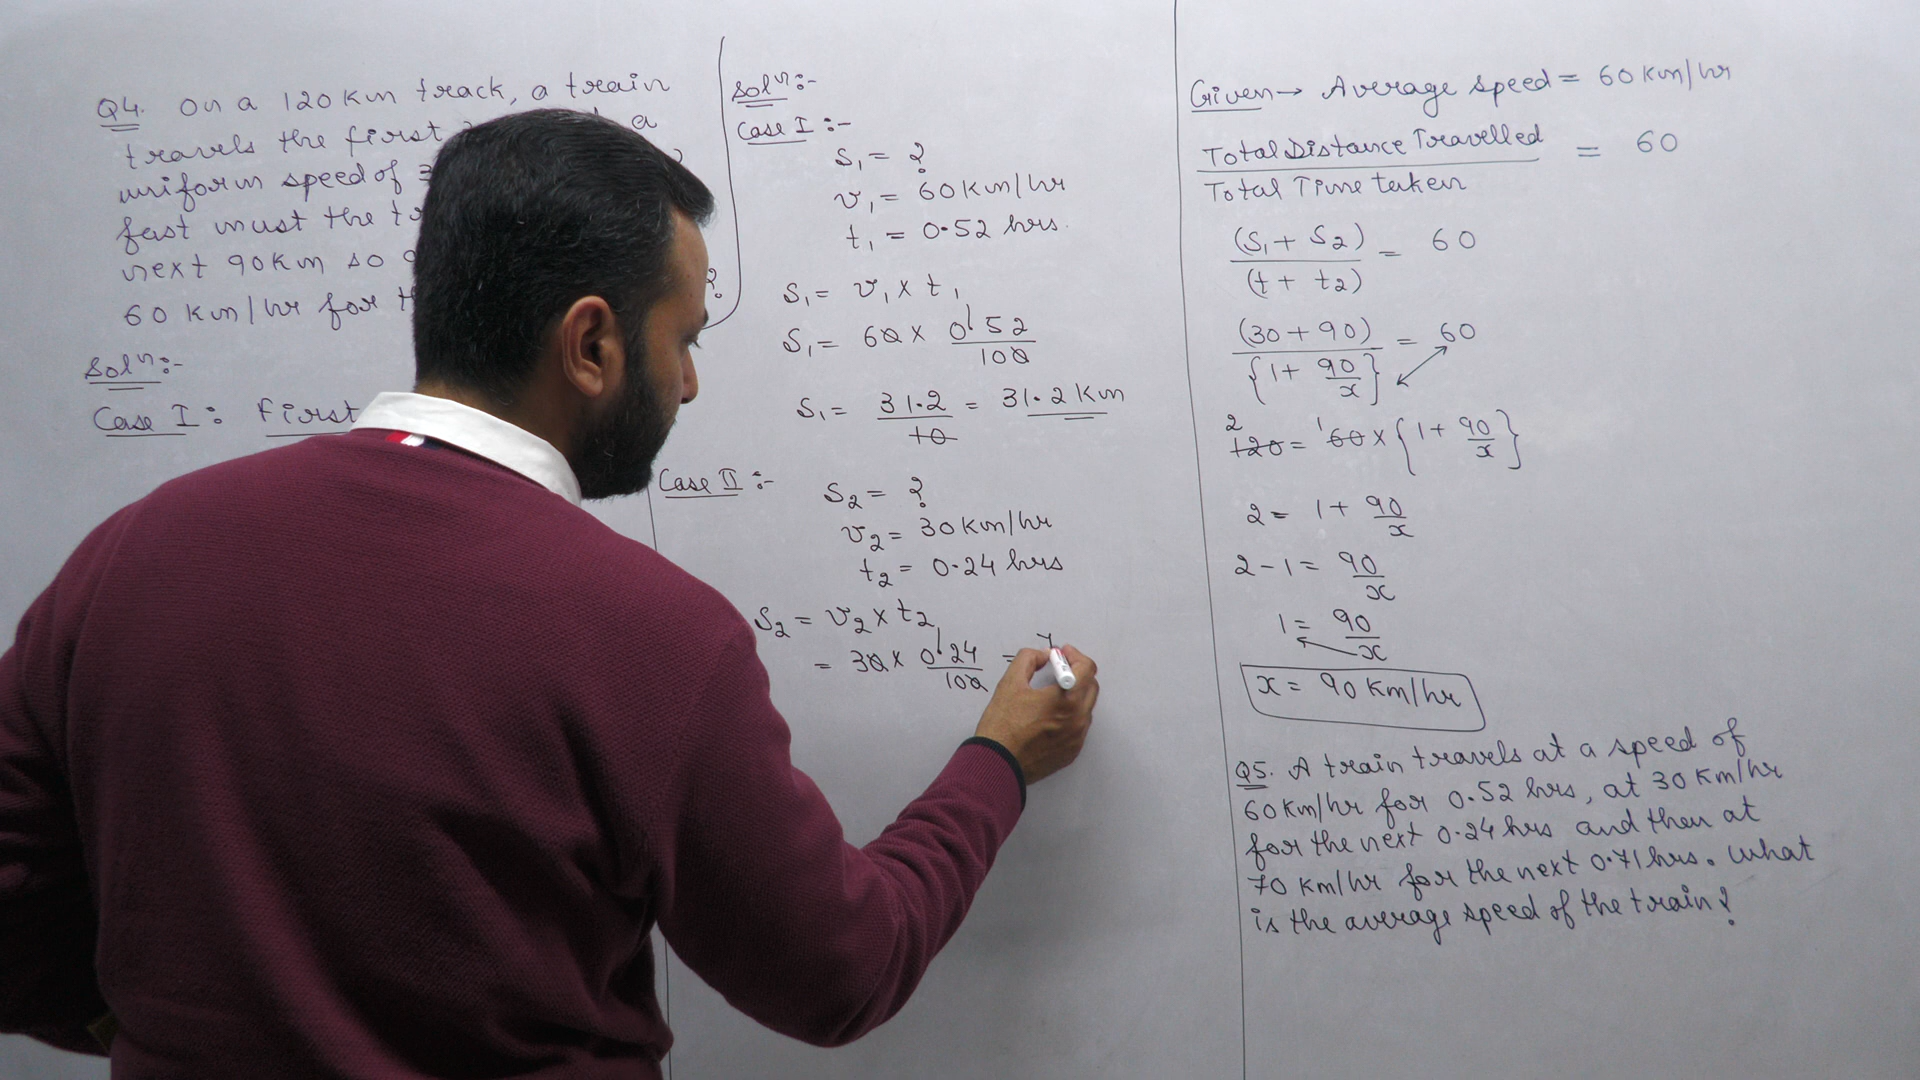 Q4. On a 120 Km track, a train
travels the first a
uniform speed of
fast must the
next 90Km so
60 Km/hr for ?
Solⁿ:-
Case I : First
Solⁿ:-
Case I :-
S₁ = ?
v₁ = 60 Km/hr
t₁ = 0.52 hrs.
S₁ = v₁ × t₁
S₁ = 60 × 052/100
S₁ = 31.2/10 = 31.2 Km
Case II :-
S₂ = ?
v₂ = 30 Km/hr
t₂ = 0.24 hrs
S₂ = v₂ × t₂
= 30 × 0.24/100 =
Given → Average speed = 60 Km/hr
Total Distance Travelled / Total Time taken = 60
(S₁ + S₂)/(t + t₂) = 60
(30 + 90)/{1 + 90/x} = 60
2
120 = ¹60 × {1 + 90/x}
2 = 1 + 90/x
2 - 1 = 90/x
1 = 90/x
x = 90 Km/hr
Q5. A train travels at a speed of
60 Km/hr for 0.52 hrs, at 30 Km/hr
for the next 0.24 hrs and then at
70 Km/hr for the next 0.71 hrs. What
is the average speed of the train?